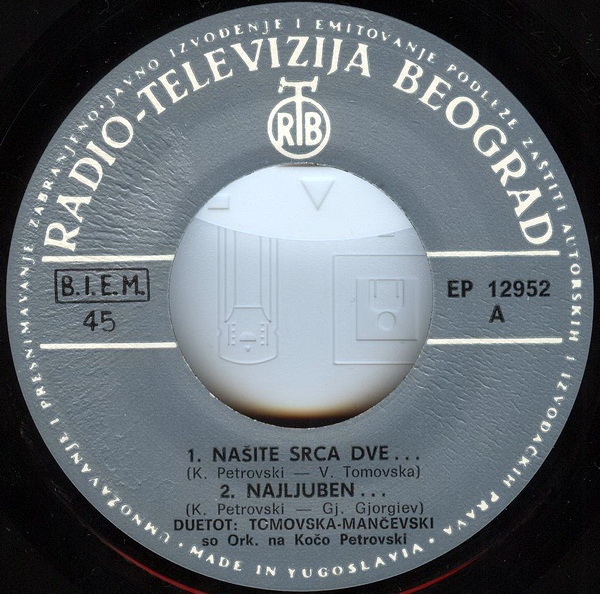 UMNOŽAVANJE I PRESNIMAVANJE ZABRANJENO · JAVNO IZVOĐENJE I EMITOVANJE PODLEŽE ZAŠTITI AUTORSKIH I IZVOĐAČKIH PRAVA ·
RADIO-TELEVIZIJA BEOGRAD
RTB
B.I.E.M.
45
EP 12952
A
1. NAŠITE SRCA DVE...
(K. Petrovski — V. Tomovska)
2. NAJLJUBEN...
(K. Petrovski — Gj. Gjorgiev)
DUETOT: TOMOVSKA-MANČEVSKI
so Ork. na Kočo Petrovski
· MADE IN YUGOSLAVIA ·